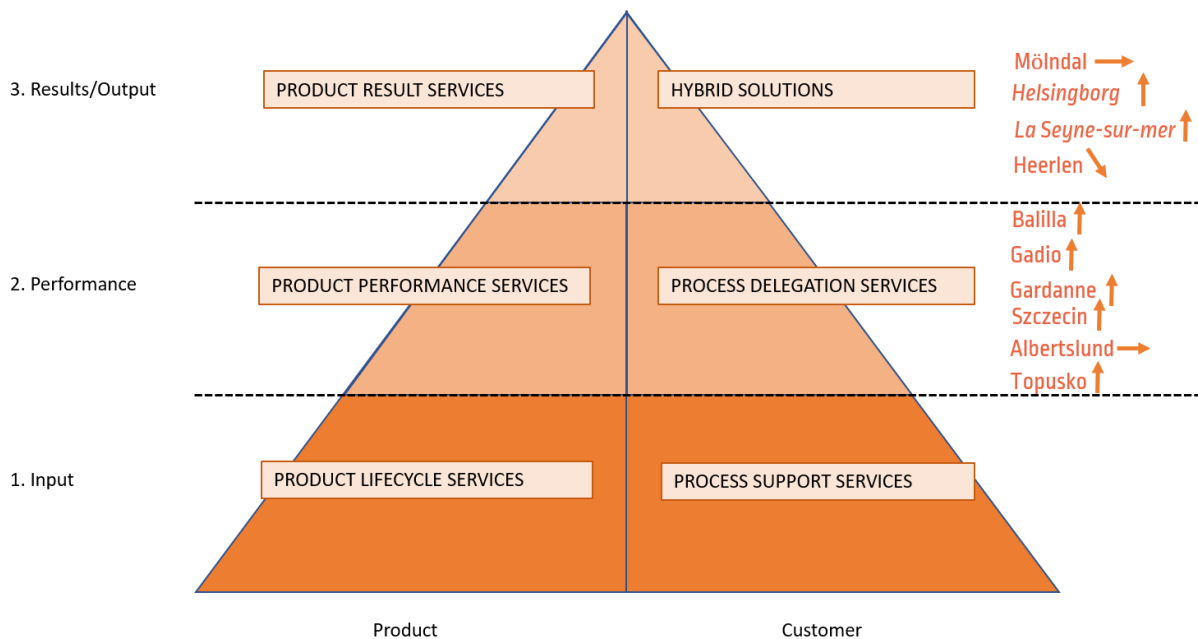 3. Results/Output
PRODUCT RESULT SERVICES
HYBRID SOLUTIONS
Mölndal
Helsingborg
La Seyne-sur-mer
Heerlen
2. Performance
PRODUCT PERFORMANCE SERVICES
PROCESS DELEGATION SERVICES
Balilla
Gadio
Gardanne
Szczecin
Albertslund
Topusko
1. Input
PRODUCT LIFECYCLE SERVICES
PROCESS SUPPORT SERVICES
Product
Customer